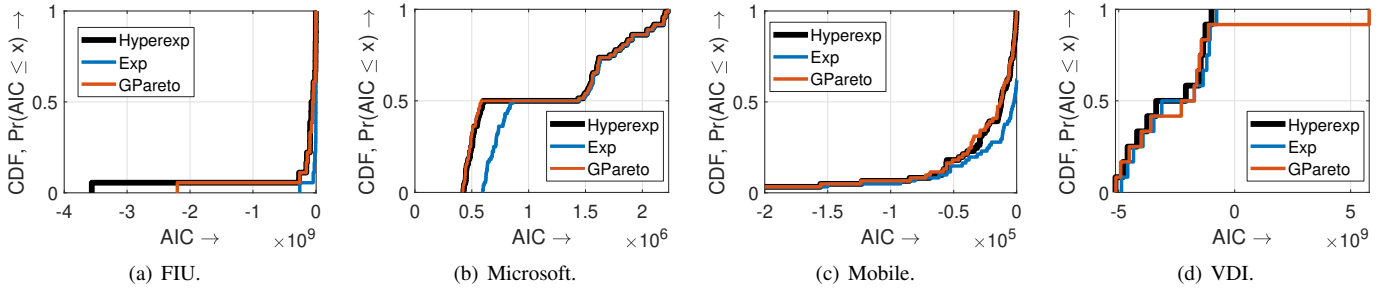 CDF, Pr(AIC ≤ x) →
1
0.5
0
Hyperexp
Exp
GPareto
-4 -3 -2 -1 0
AIC → ×10^9
(a) FIU.
CDF, Pr(AIC ≤ x) →
1
0.5
0
Hyperexp
Exp
GPareto
0 0.5 1 1.5 2
AIC → ×10^6
(b) Microsoft.
CDF, Pr(AIC ≤ x) →
1
0.5
0
Hyperexp
Exp
GPareto
-2 -1.5 -1 -0.5 0
AIC → ×10^5
(c) Mobile.
CDF, Pr(AIC ≤ x) →
1
0.5
0
Hyperexp
Exp
GPareto
-5 0 5
AIC → ×10^9
(d) VDI.